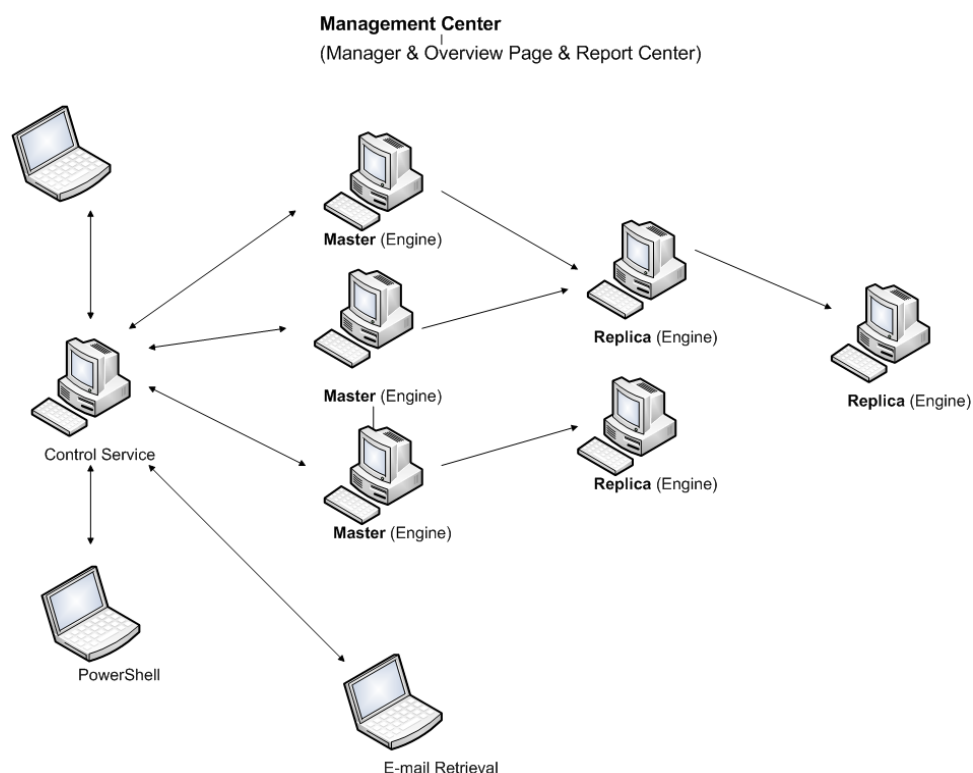 Management Center
(Manager & Overview Page & Report Center)
Master (Engine)
Replica (Engine)
Master (Engine)
Replica (Engine)
Control Service
Replica (Engine)
Master (Engine)
PowerShell
E-mail Retrieval